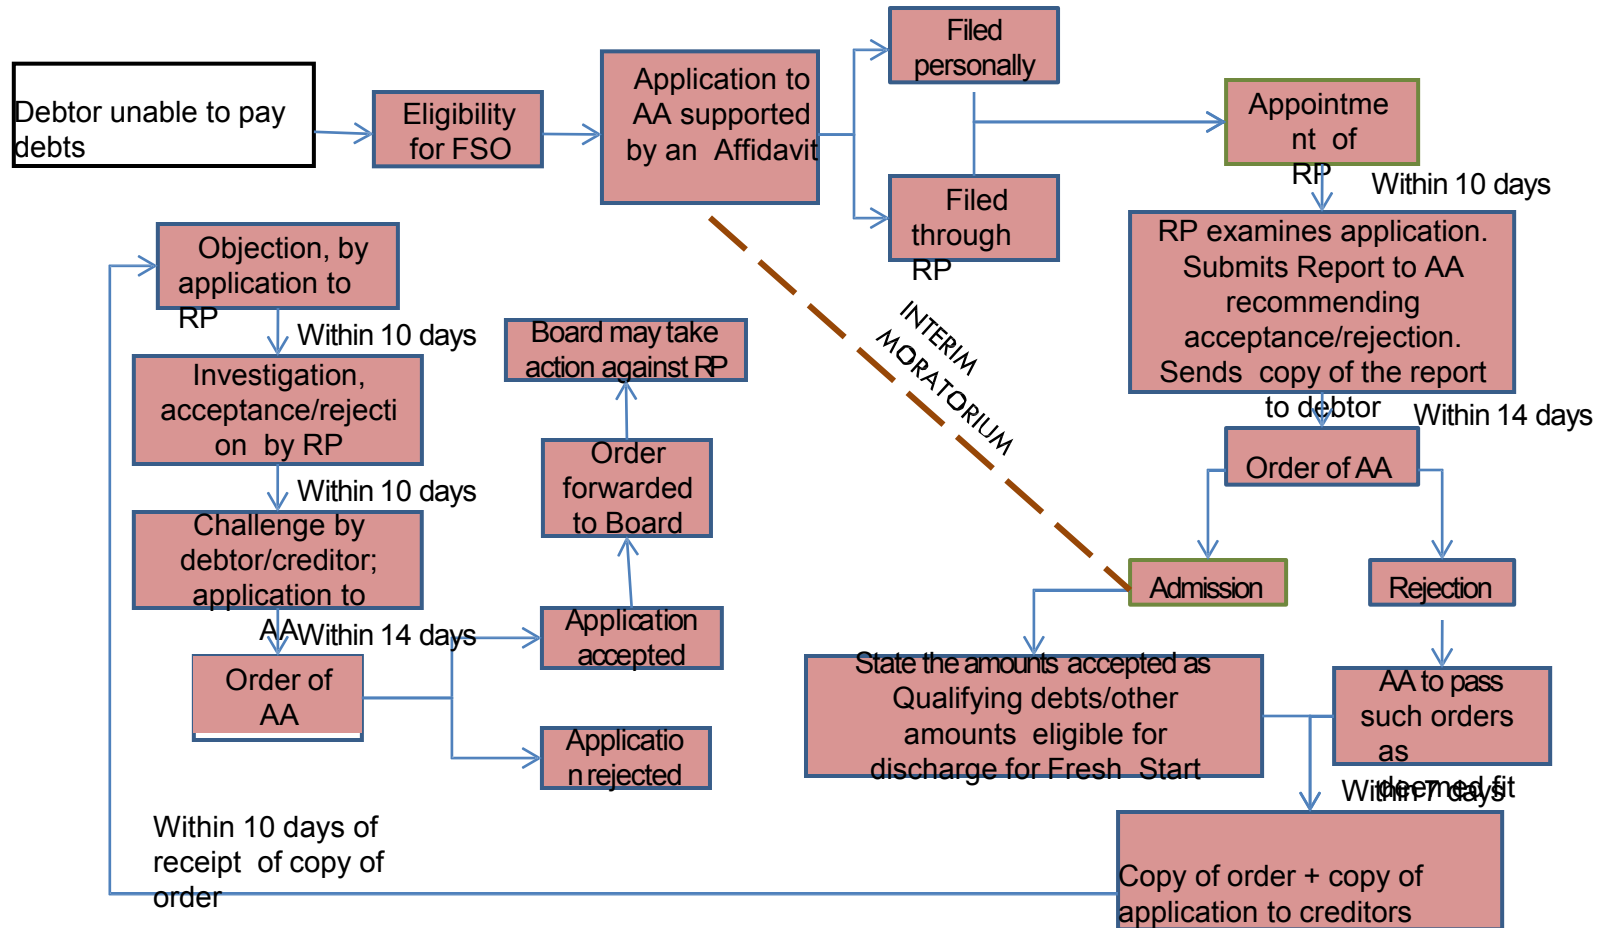 Debtor unable to pay
debts
Eligibility
for FSO
Application to
AA supported
by an Affidavit
Filed
personally
Filed
through
RP
Appointme
nt of
RP
Within 10 days
RP examines application.
Submits Report to AA
recommending
acceptance/rejection.
Sends copy of the report
to debtor
Within 14 days
Order of AA
Admission
Rejection
INTERIM
MORATORIUM
State the amounts accepted as
Qualifying debts/other
amounts eligible for
discharge for Fresh Start
AA to pass
such orders
as
deemed fit
Within 7 days
Copy of order + copy of
application to creditors
Within 10 days of
receipt of copy of
order
Objection, by
application to
RP
Within 10 days
Investigation,
acceptance/rejecti
on by RP
Within 10 days
Challenge by
debtor/creditor;
application to
AA
Within 14 days
Order of
AA
Application
accepted
Applicatio
n rejected
Order
forwarded
to Board
Board may take
action against RP